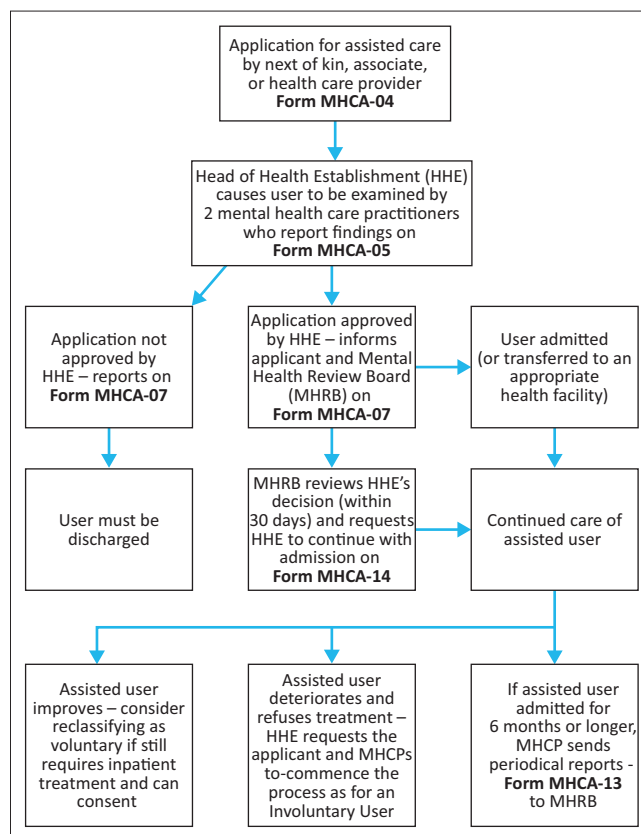 Application for assisted care
by next of kin, associate,
or health care provider
Form MHCA-04
Head of Health Establishment (HHE)
causes user to be examined by
2 mental health care practitioners
who report findings on
Form MHCA-05
Application not
approved by
HHE – reports on
Form MHCA-07
Application approved
by HHE – informs
applicant and Mental
Health Review Board
(MHRB) on
Form MHCA-07
User admitted
(or transferred to an
appropriate
health facility)
User must be
discharged
MHRB reviews HHE's
decision (within
30 days) and requests
HHE to continue with
admission on
Form MHCA-14
Continued care of
assisted user
Assisted user
improves – consider
reclassifying as
voluntary if still
requires inpatient
treatment and can
consent
Assisted user
deteriorates and
refuses treatment –
HHE requests the
applicant and MHCPs
to-commence the
process as for an
Involuntary User
If assisted user
admitted for
6 months or longer,
MHCP sends
periodical reports -
Form MHCA-13
to MHRB